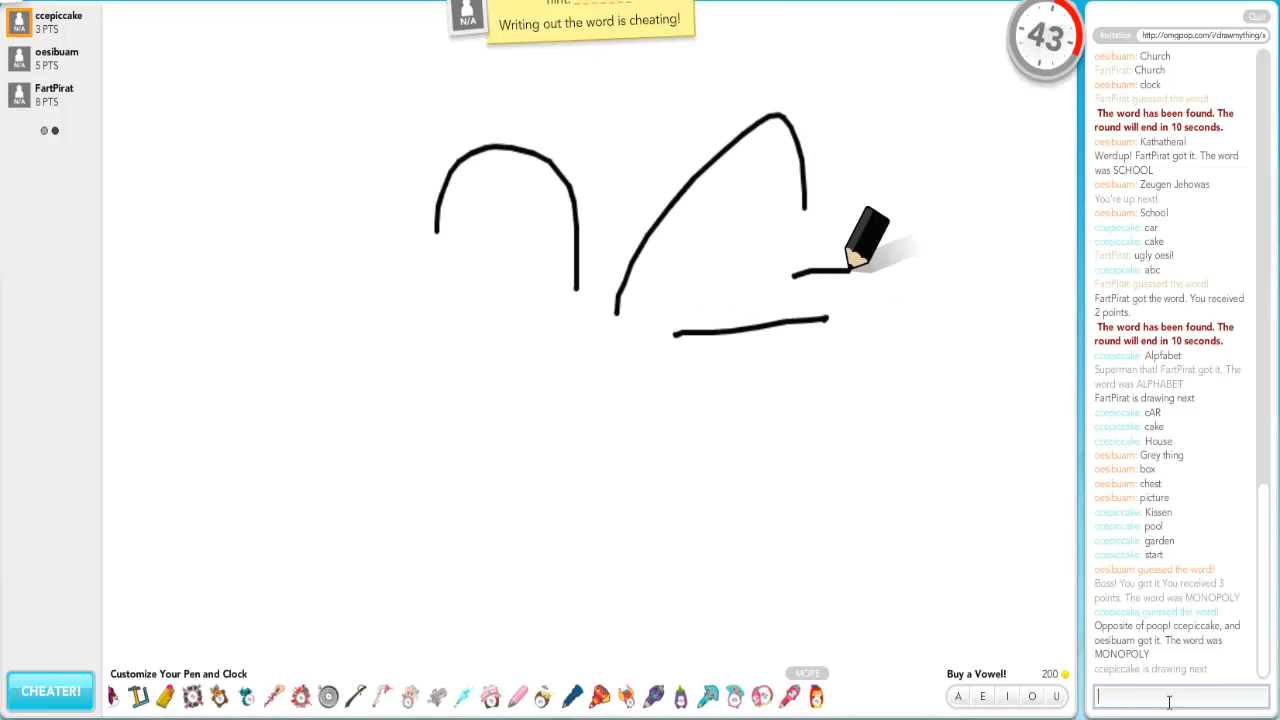 ccepiccake
3 PTS
oesibuam
5 PTS
FartPirat
8 PTS
N/A
N/A
N/A
N/A
hint: _ _ _ _ _ _ _
Writing out the word is cheating!
43
Quit
Invitation http://omgpop.com/i/drawmything/x
oesibuam: Church
FartPirat: Church
oesibuam: clock
FartPirat guessed the word!
The word has been found. The
round will end in 10 seconds.
oesibuam: Kathatheral
Werdup! FartPirat got it. The word
was SCHOOL
oesibuam: Zeugen Jehowas
You're up next!
oesibuam: School
ccepiccake: car
ccepiccake: cake
FartPirat: ugly oesi!
ccepiccake: abc
FartPirat guessed the word!
FartPirat got the word. You received
2 points.
The word has been found. The
round will end in 10 seconds.
ccepiccake: Alpfabet
Superman that! FartPirat got it. The
word was ALPHABET
FartPirat is drawing next
ccepiccake: cAR
ccepiccake: cake
ccepiccake: House
oesibuam: Grey thing
oesibuam: box
oesibuam: chest
oesibuam: picture
ccepiccake: Kissen
ccepiccake: pool
ccepiccake: garden
ccepiccake: start
oesibuam guessed the word!
Boss! You got it.You received 3
points. The word was MONOPOLY
ccepiccake guessed the word!
Opposite of poop! ccepiccake, and
oesibuam got it. The word was
MONOPOLY
ccepiccake is drawing next
CHEATER!
Customize Your Pen and Clock
MORE
Buy a Vowel! 200
A E I O U